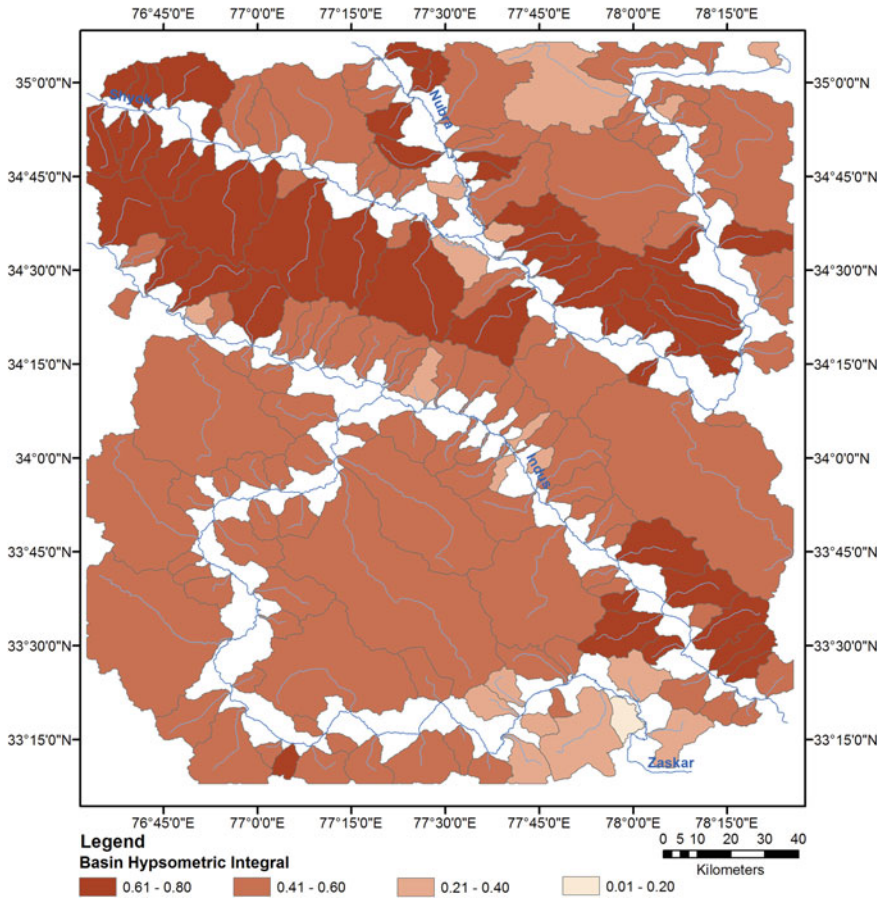 76°45'0"E 77°0'0"E 77°15'0"E 77°30'0"E 77°45'0"E 78°0'0"E 78°15'0"E
35°0'0"N 35°0'0"N
Shyok
Nubra
34°45'0"N 34°45'0"N
34°30'0"N 34°30'0"N
34°15'0"N 34°15'0"N
34°0'0"N 34°0'0"N
Indus
33°45'0"N 33°45'0"N
33°30'0"N 33°30'0"N
33°15'0"N 33°15'0"N
Zaskar
76°45'0"E 77°0'0"E 77°15'0"E 77°30'0"E 77°45'0"E 78°0'0"E 78°15'0"E
Legend
Basin Hypsometric Integral
0.61 - 0.80 0.41 - 0.60 0.21 - 0.40 0.01 - 0.20
0 5 10 20 30 40
Kilometers